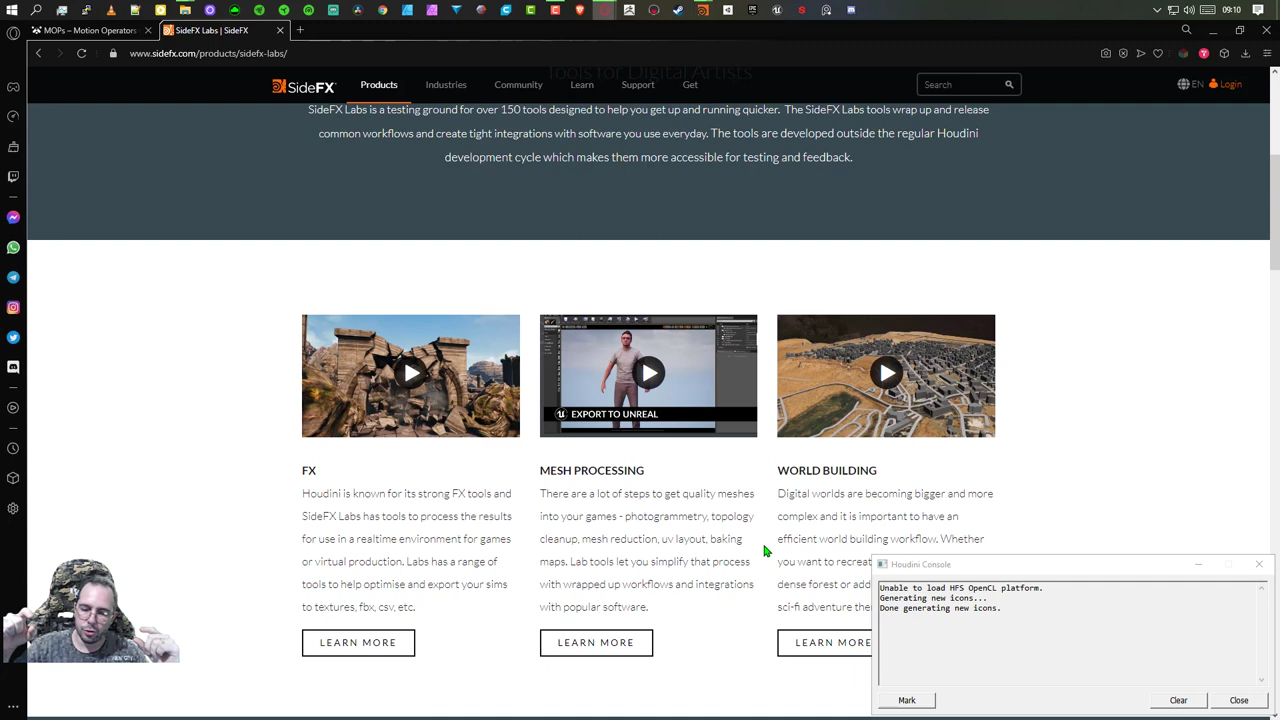 09:10
MOPs – Motion Operators
SideFX Labs | SideFX
www.sidefx.com/products/sidefx-labs/
SideFX
Products
Industries
Community
Learn
Support
Get
Search
EN
Login
Tools for Digital Artists
SideFX Labs is a testing ground for over 150 tools designed to help you get up and running quicker. The SideFX Labs tools wrap up and release
common workflows and create tight integrations with software you use everyday. The tools are developed outside the regular Houdini
development cycle which makes them more accessible for testing and feedback.
EXPORT TO UNREAL
FX
Houdini is known for its strong FX tools and
SideFX Labs has tools to process the results
for use in a realtime environment for games
or virtual production. Labs has a range of
tools to help optimise and export your sims
to textures, fbx, csv, etc.
LEARN MORE
MESH PROCESSING
There are a lot of steps to get quality meshes
into your games - photogrammetry, topology
cleanup, mesh reduction, uv layout, baking
maps. Lab tools let you simplify that process
with wrapped up workflows and integrations
with popular software.
LEARN MORE
WORLD BUILDING
Digital worlds are becoming bigger and more
complex and it is important to have an
efficient world building workflow. Whether
you want to recreat
dense forest or add
sci-fi adventure the
LEARN MORE
Houdini Console
Unable to load HFS OpenCL platform.
Generating new icons...
Done generating new icons.
Mark
Clear
Close